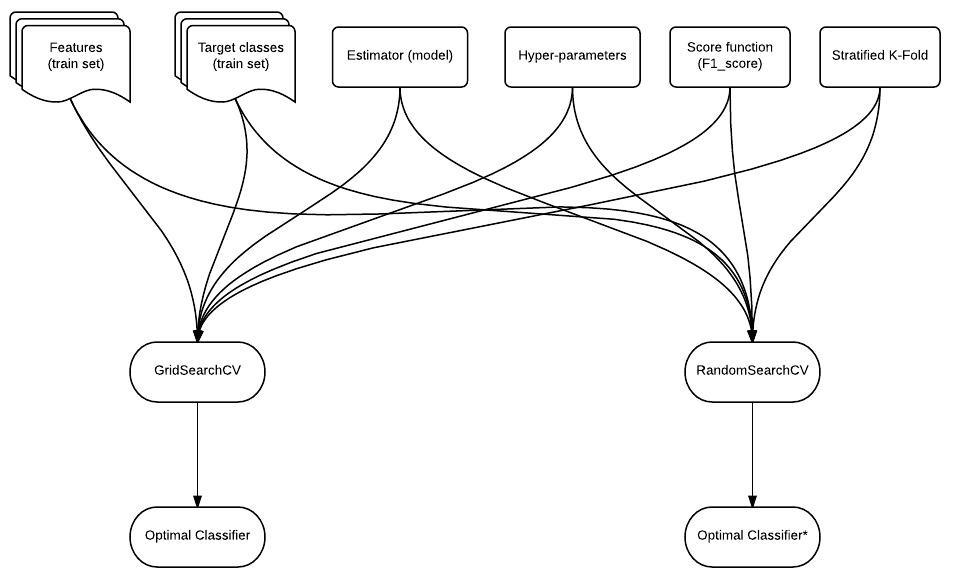 Features
(train set)
Target classes
(train set)
Estimator (model)
Hyper-parameters
Score function
(F1_score)
Stratified K-Fold
GridSearchCV
RandomSearchCV
Optimal Classifier
Optimal Classifier*